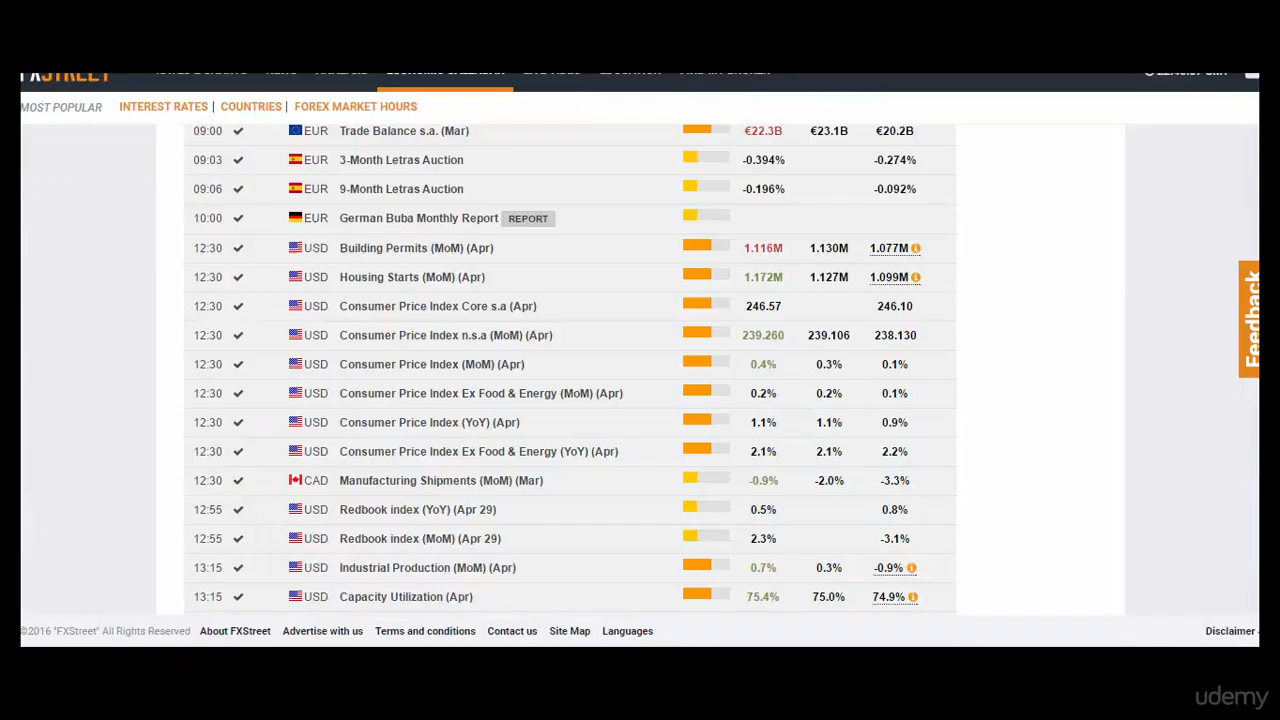 FXSTREET
MOST POPULAR INTEREST RATES | COUNTRIES | FOREX MARKET HOURS
09:00 EUR Trade Balance s.a. (Mar) €22.3B €23.1B €20.2B
09:03 EUR 3-Month Letras Auction -0.394% -0.274%
09:06 EUR 9-Month Letras Auction -0.196% -0.092%
10:00 EUR German Buba Monthly Report REPORT
12:30 USD Building Permits (MoM) (Apr) 1.116M 1.130M 1.077M
12:30 USD Housing Starts (MoM) (Apr) 1.172M 1.127M 1.099M
12:30 USD Consumer Price Index Core s.a (Apr) 246.57 246.10
12:30 USD Consumer Price Index n.s.a (MoM) (Apr) 239.260 239.106 238.130
12:30 USD Consumer Price Index (MoM) (Apr) 0.4% 0.3% 0.1%
12:30 USD Consumer Price Index Ex Food & Energy (MoM) (Apr) 0.2% 0.2% 0.1%
12:30 USD Consumer Price Index (YoY) (Apr) 1.1% 1.1% 0.9%
12:30 USD Consumer Price Index Ex Food & Energy (YoY) (Apr) 2.1% 2.1% 2.2%
12:30 CAD Manufacturing Shipments (MoM) (Mar) -0.9% -2.0% -3.3%
12:55 USD Redbook index (YoY) (Apr 29) 0.5% 0.8%
12:55 USD Redbook index (MoM) (Apr 29) 2.3% -3.1%
13:15 USD Industrial Production (MoM) (Apr) 0.7% 0.3% -0.9%
13:15 USD Capacity Utilization (Apr) 75.4% 75.0% 74.9%
Feedback
©2016 "FXStreet" All Rights Reserved About FXStreet Advertise with us Terms and conditions Contact us Site Map Languages Disclaimer
udemy